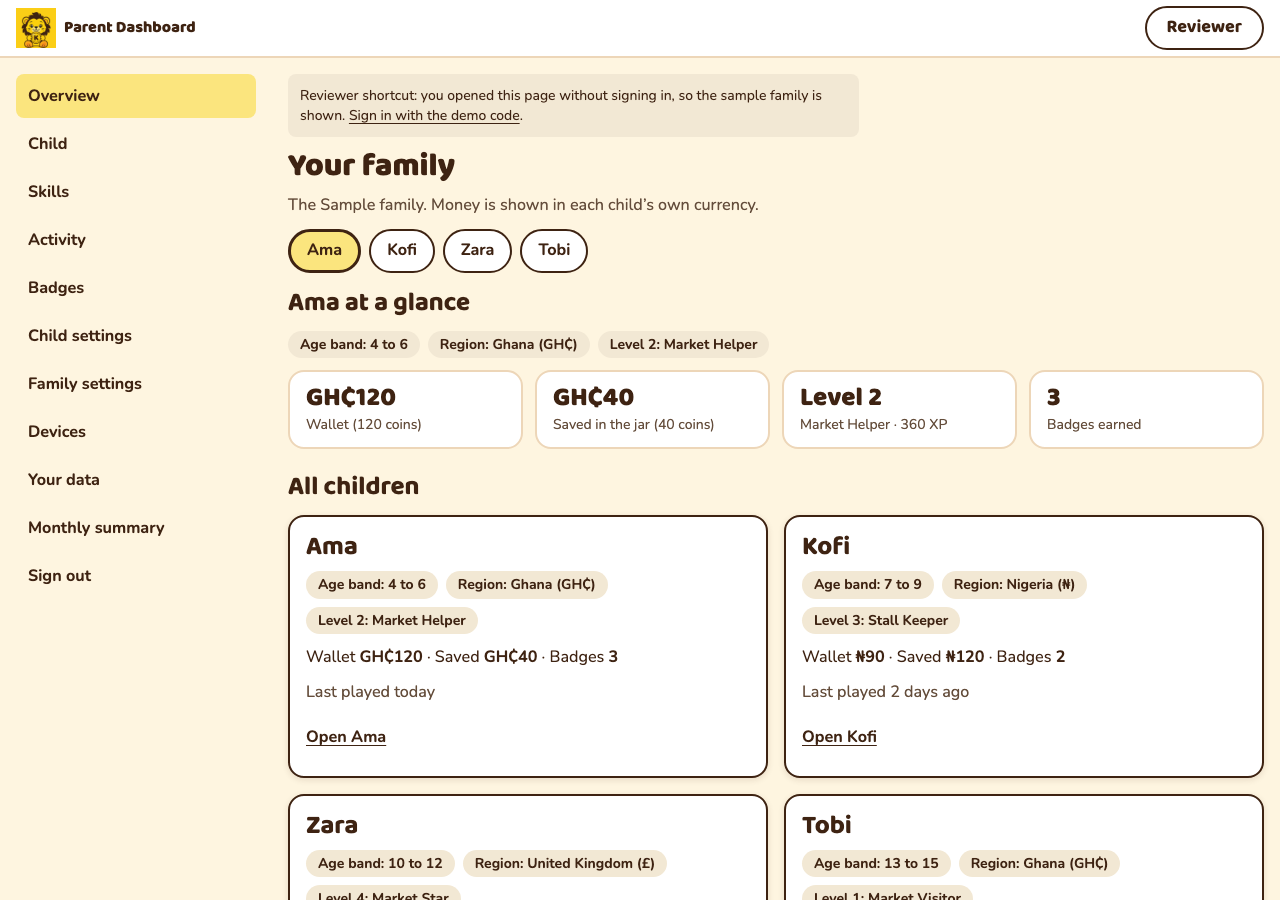 Parent Dashboard
Reviewer
Overview
Child
Skills
Activity
Badges
Child settings
Family settings
Devices
Your data
Monthly summary
Sign out
Reviewer shortcut: you opened this page without signing in, so the sample family is
shown. Sign in with the demo code.
Your family
The Sample family. Money is shown in each child’s own currency.
Ama
Kofi
Zara
Tobi
Ama at a glance
Age band: 4 to 6
Region: Ghana (GH₵)
Level 2: Market Helper
GH₵120
Wallet (120 coins)
GH₵40
Saved in the jar (40 coins)
Level 2
Market Helper · 360 XP
3
Badges earned
All children
Ama
Age band: 4 to 6
Region: Ghana (GH₵)
Level 2: Market Helper
Wallet GH₵120 · Saved GH₵40 · Badges 3
Last played today
Open Ama
Kofi
Age band: 7 to 9
Region: Nigeria (₦)
Level 3: Stall Keeper
Wallet ₦90 · Saved ₦120 · Badges 2
Last played 2 days ago
Open Kofi
Zara
Age band: 10 to 12
Region: United Kingdom (£)
Level 4: Market Star
Tobi
Age band: 13 to 15
Region: Ghana (GH₵)
Level 1: Market Visitor